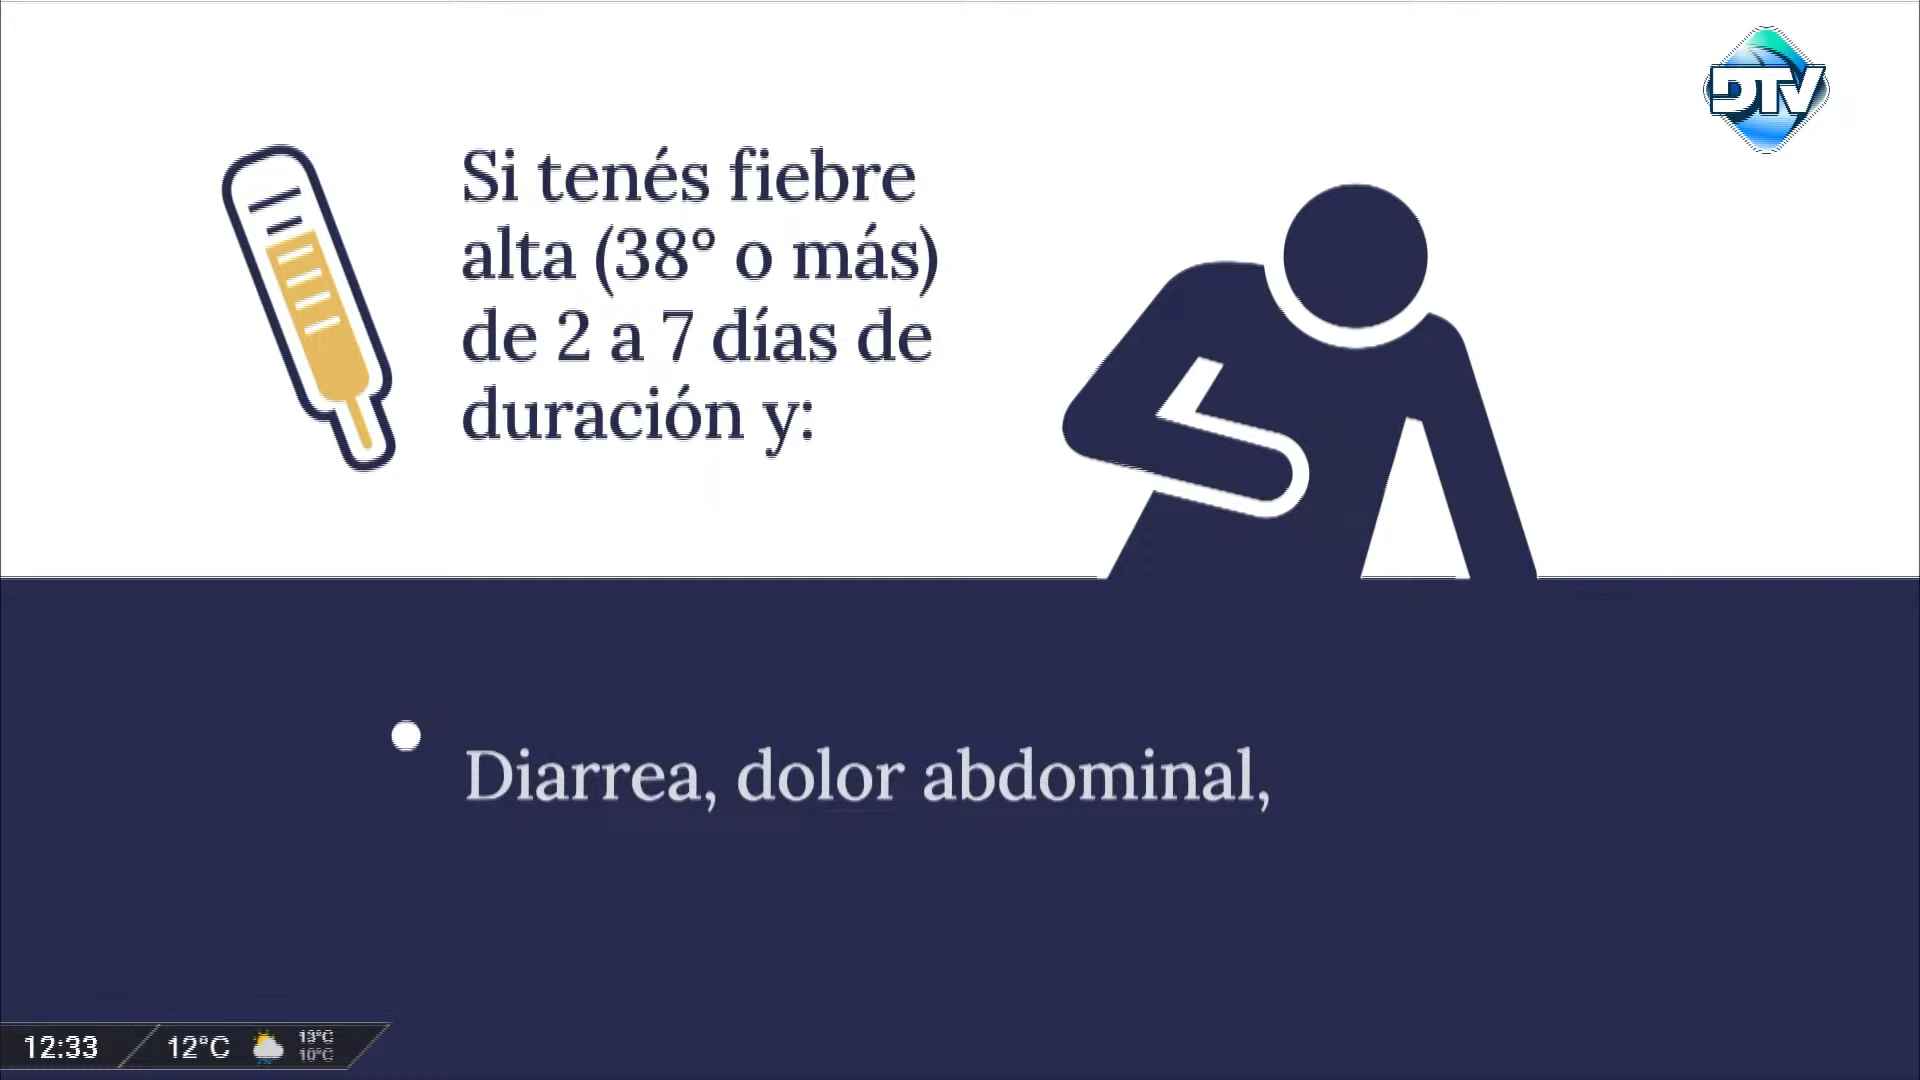 DTV
Si tenés fiebre
alta (38° o más)
de 2 a 7 días de
duración y:
Diarrea, dolor abdominal,
12:33
12°C
13°C
10°C